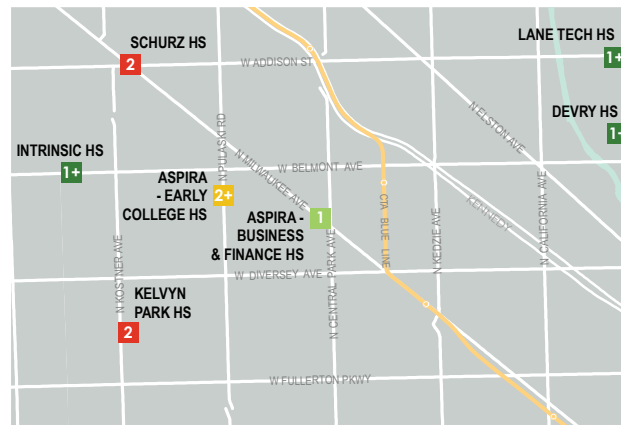 SCHURZ HS
2
LANE TECH HS
1+
W ADDISON ST
N ELSTON AVE
DEVRY HS
1+
INTRINSIC HS
1+
N PULASKI RD
N MILWAUKEE AVE
W BELMONT AVE
ASPIRA
- EARLY
COLLEGE HS
2+
ASPIRA -
BUSINESS
& FINANCE HS
1
CTA BLUE LINE
N KEDZIE AVE
KENNEDY
N CALIFORNIA AVE
N KOSTNER AVE
W DIVERSEY AVE
N CENTRAL PARK AVE
KELVYN
PARK HS
2
W FULLERTON PKWY